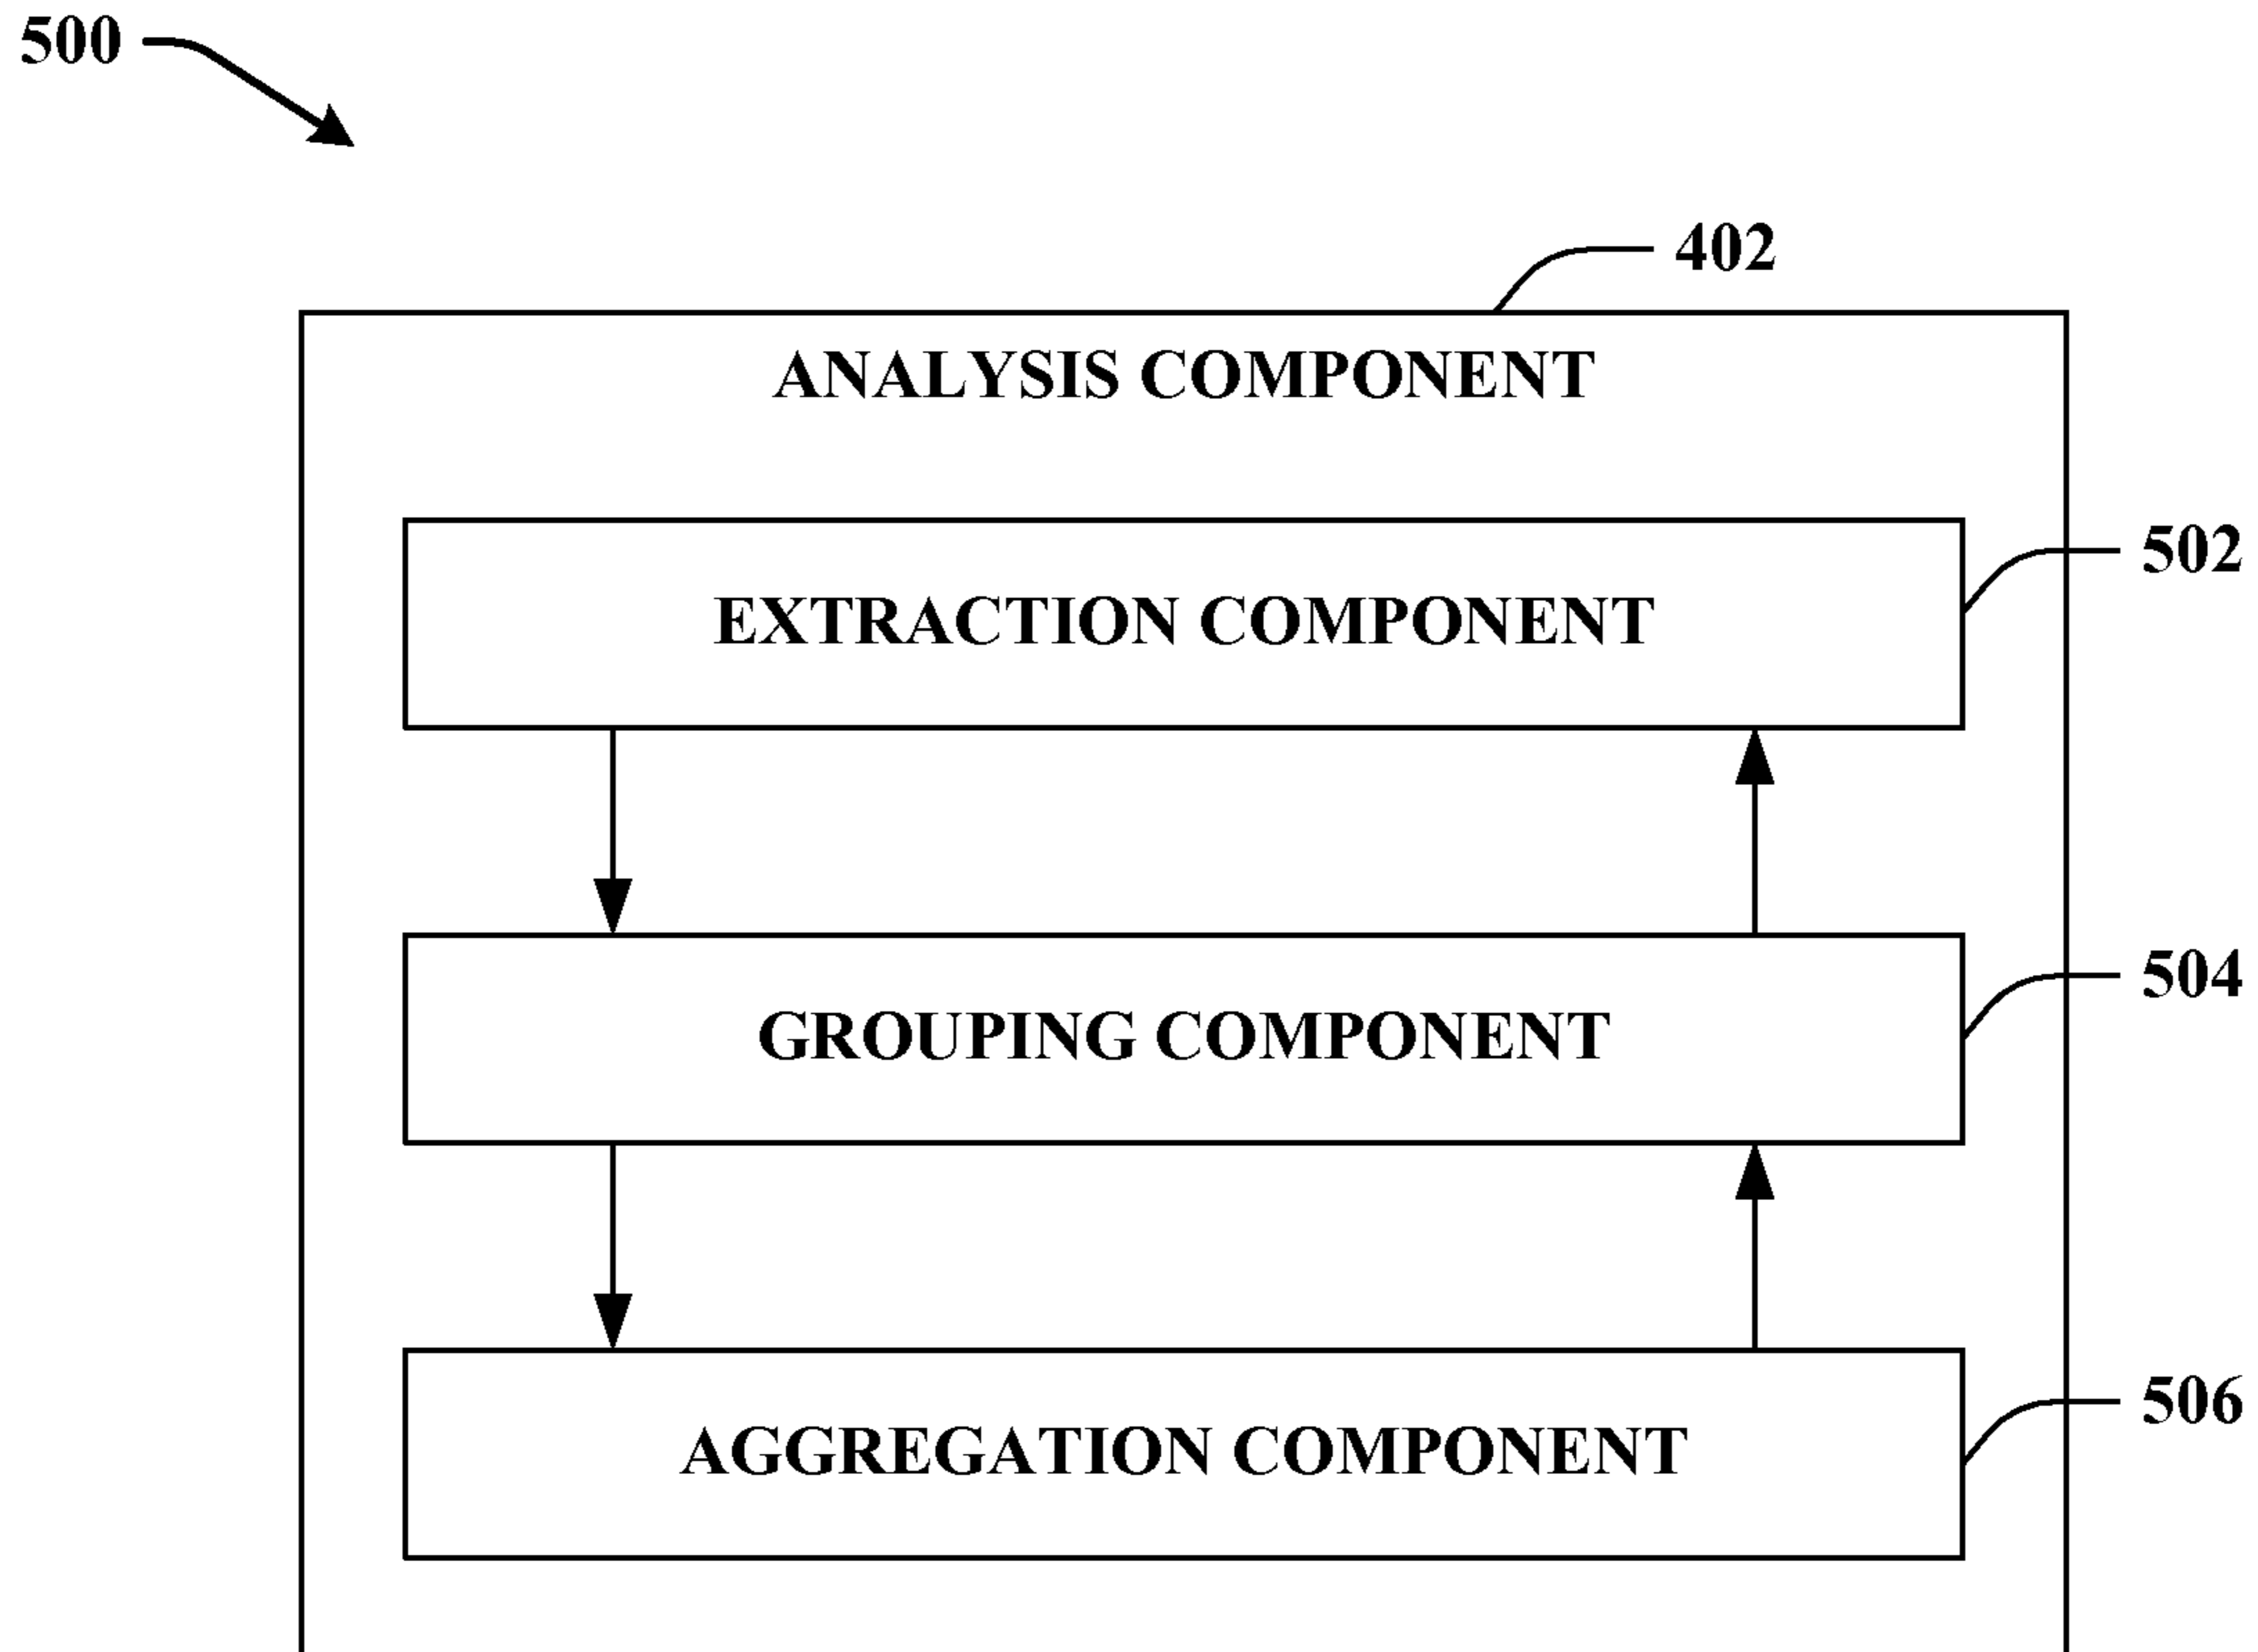 500
402
ANALYSIS COMPONENT
502
EXTRACTION COMPONENT
504
GROUPING COMPONENT
506
AGGREGATION COMPONENT